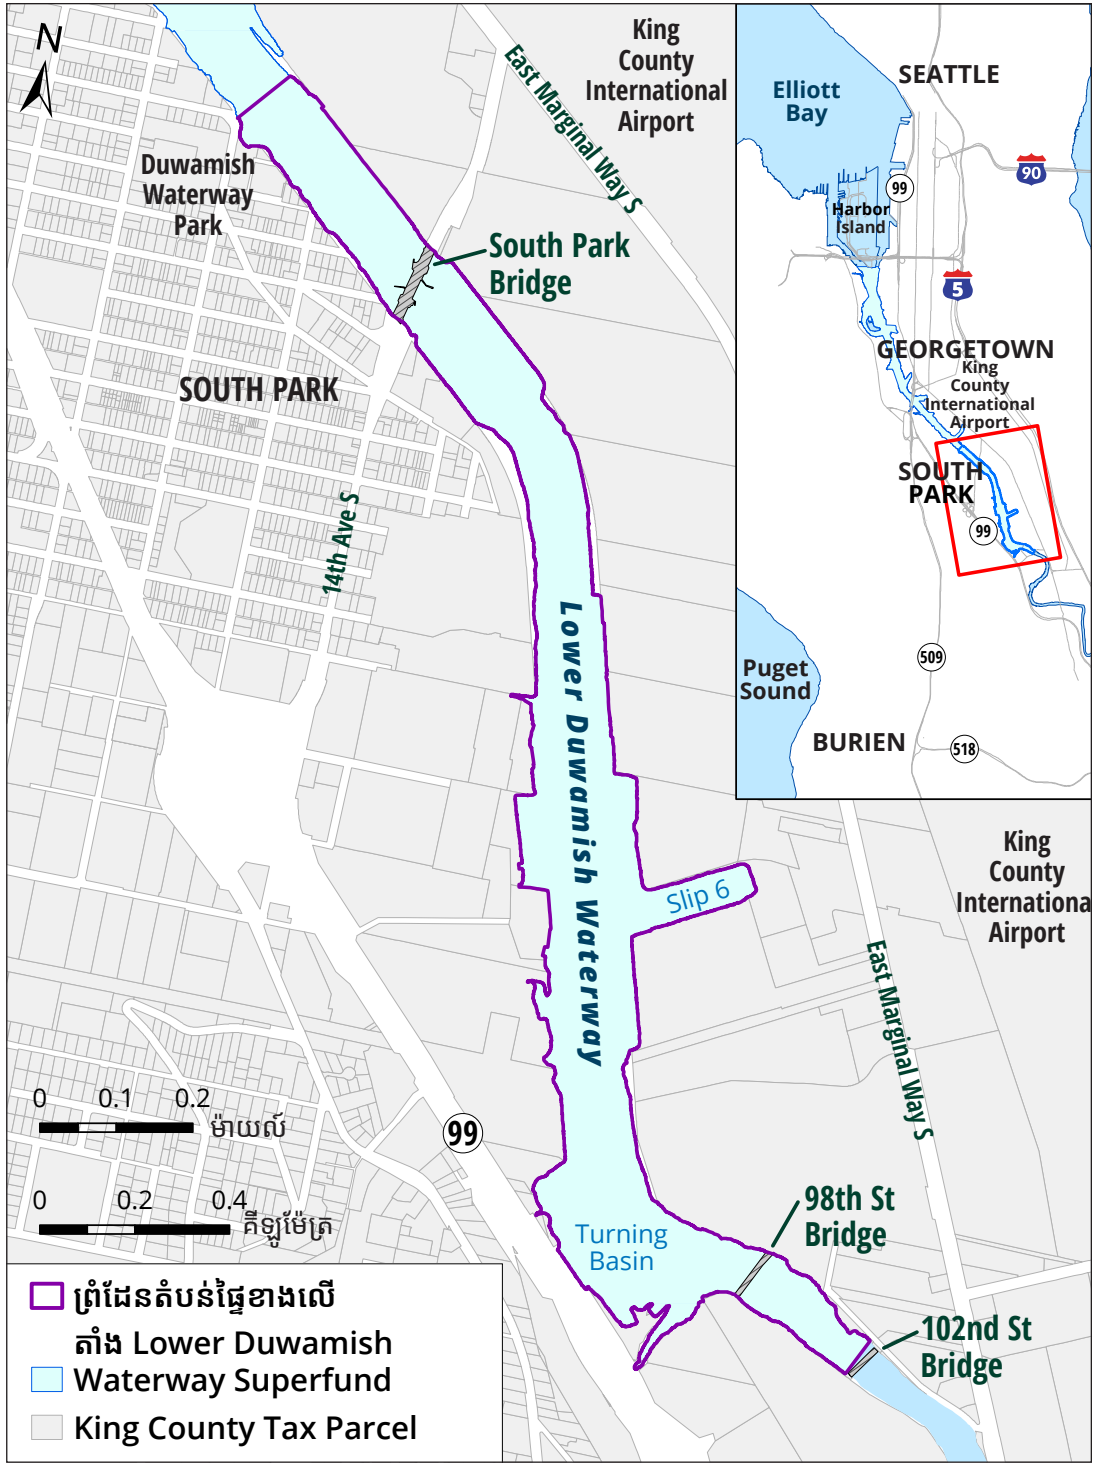 N
King
County
International
Airport
East Marginal Way S
Duwamish
Waterway
Park
South Park
Bridge
SOUTH PARK
14th Ave S
Lower Duwamish Waterway
Slip 6
King
County
Internationa
Airport
East Marginal Way S
99
Turning
Basin
98th St
Bridge
102nd St
Bridge
SEATTLE
Elliott
Bay
90
99
Harbor
Island
5
GEORGETOWN
King
County
International
Airport
SOUTH
PARK
99
509
Puget
Sound
BURIEN
518
0 0.1 0.2
ម៉ាយល៍
0 0.2 0.4
គីឡូម៉ែត្រ
ព្រំដែនតំបន់ផ្ទៃខាងលើ
តាំង Lower Duwamish
Waterway Superfund
King County Tax Parcel